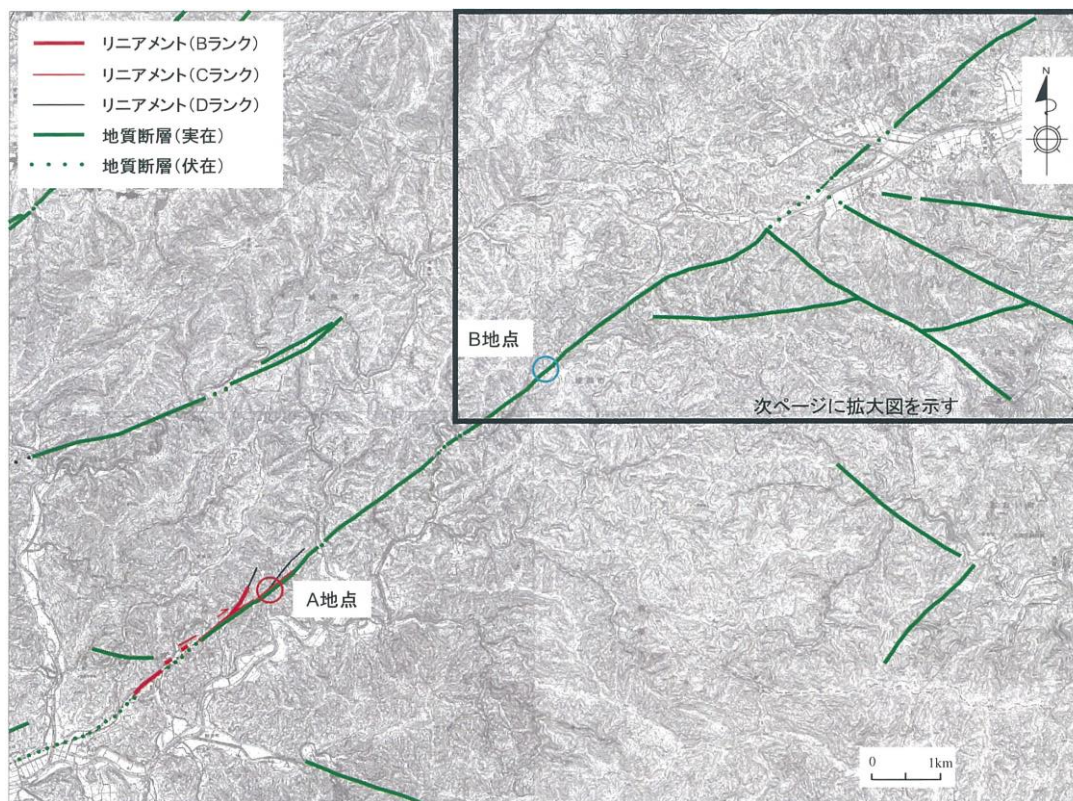 リニアメント(Bランク)
リニアメント(Cランク)
リニアメント(Dランク)
地質断層(実在)
地質断層(伏在)
N
B地点
次ページに拡大図を示す
A地点
0 1km